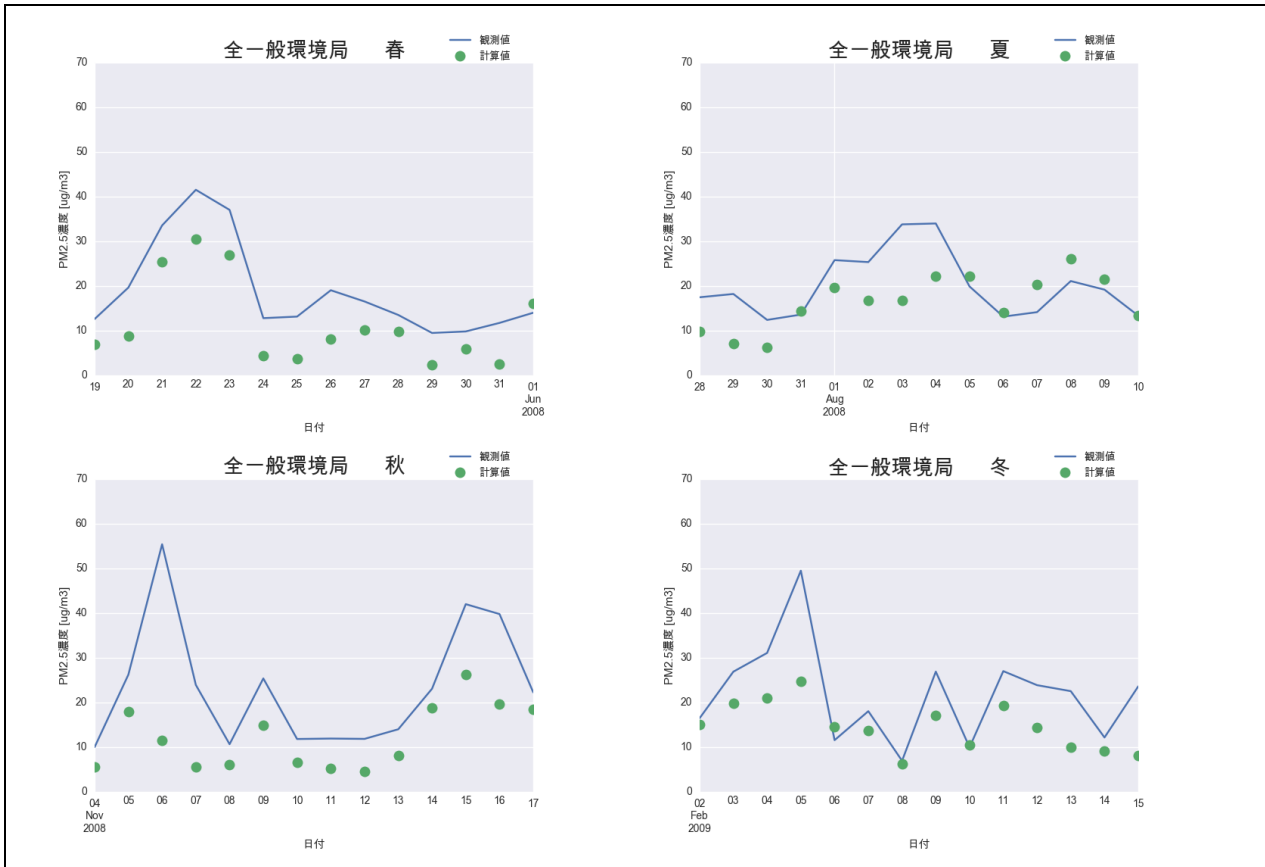 全一般環境局 春
観測値
計算値
70
60
50
40
30
20
10
0
PM2.5濃度 [ug/m3]
19 20 21 22 23 24 25 26 27 28 29 30 31 01
Jun
2008
日付
全一般環境局 夏
観測値
計算値
70
60
50
40
30
20
10
0
PM2.5濃度 [ug/m3]
28 29 30 31 01 02 03 04 05 06 07 08 09 10
Aug
2008
日付
全一般環境局 秋
観測値
計算値
70
60
50
40
30
20
10
0
PM2.5濃度 [ug/m3]
04 05 06 07 08 09 10 11 12 13 14 15 16 17
Nov
2008
日付
全一般環境局 冬
観測値
計算値
70
60
50
40
30
20
10
0
PM2.5濃度 [ug/m3]
02 03 04 05 06 07 08 09 10 11 12 13 14 15
Feb
2009
日付